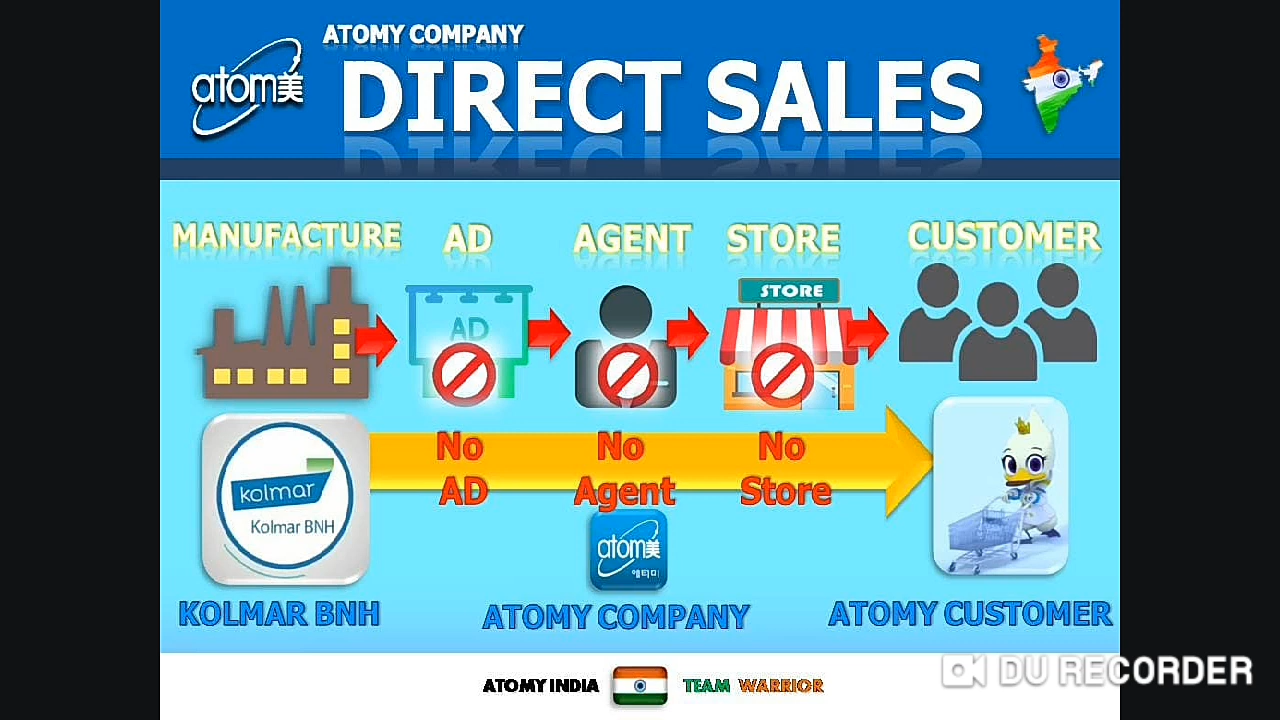 ATOMY COMPANY
atom美
DIRECT SALES
MANUFACTURE
AD
AGENT
STORE
CUSTOMER
AD
STORE
No
AD
No
Agent
No
Store
kolmar
Kolmar BNH
atom美
애터미
KOLMAR BNH
ATOMY COMPANY
ATOMY CUSTOMER
ATOMY INDIA
TEAM WARRIOR
DU RECORDER